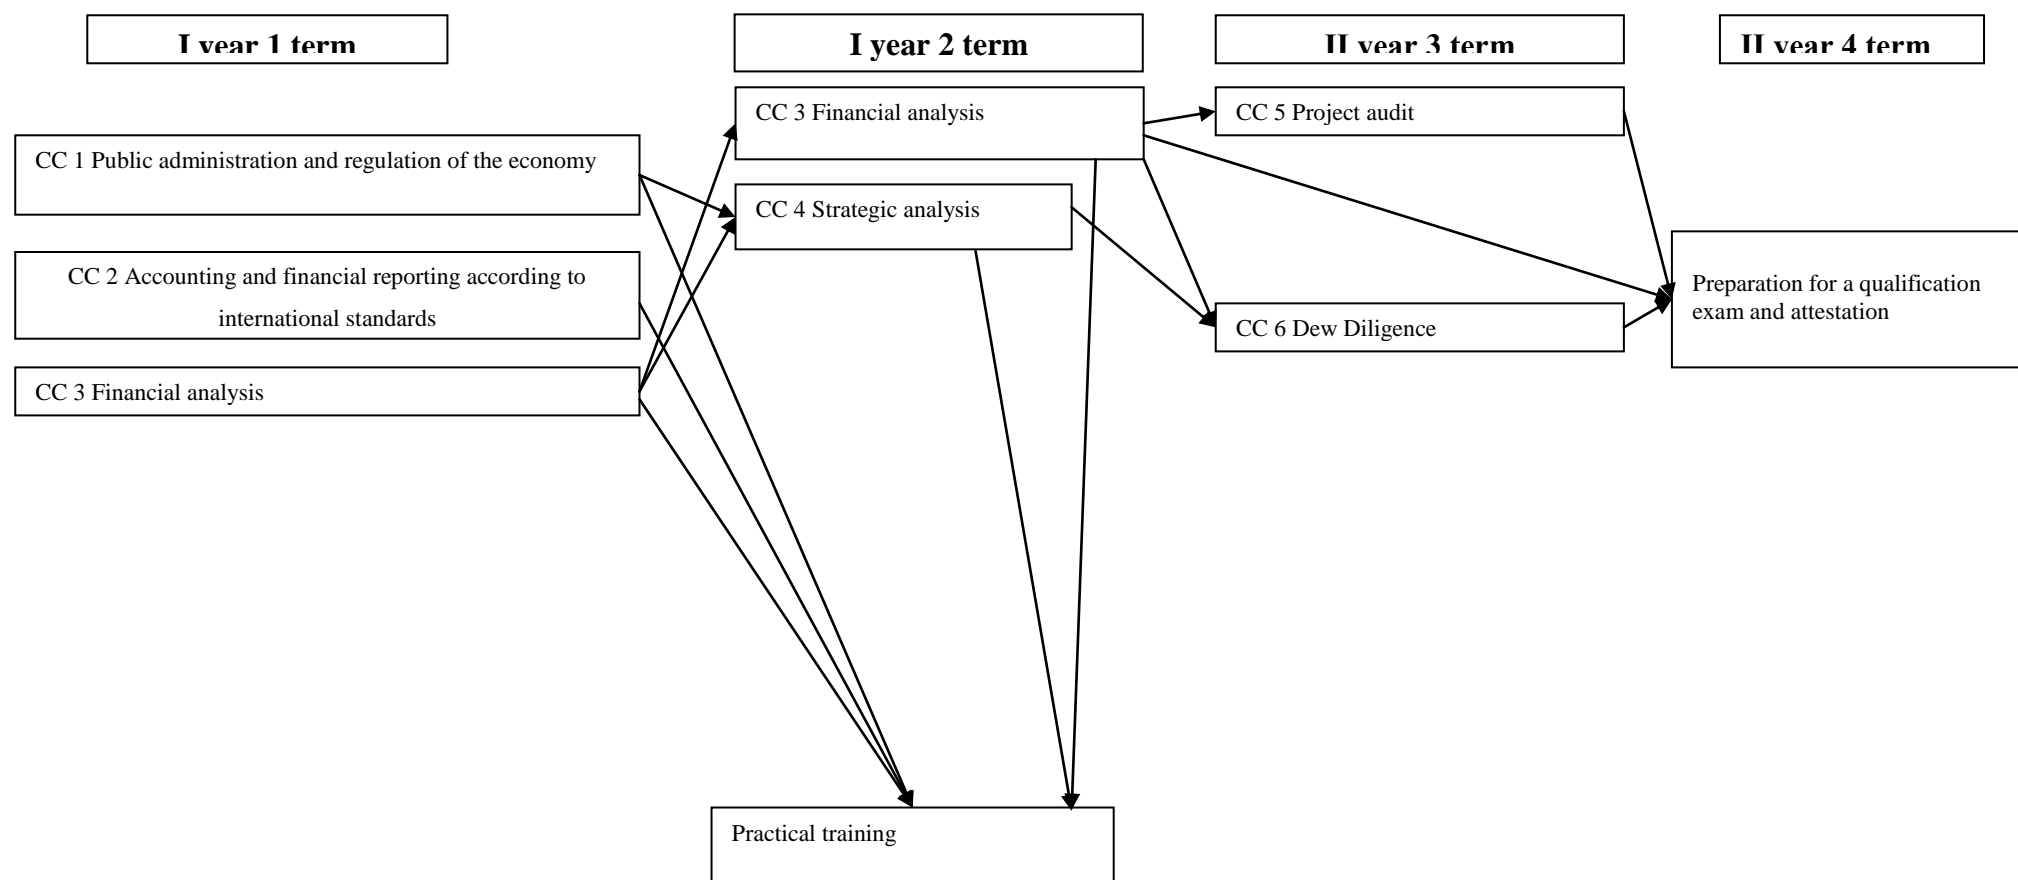 I year 1 term
I year 2 term
II year 3 term
II year 4 term
CC 3 Financial analysis
CC 5 Project audit
CC 1 Public administration and regulation of the economy
CC 4 Strategic analysis
CC 2 Accounting and financial reporting according to
international standards
Preparation for a qualification
exam and attestation
CC 6 Dew Diligence
CC 3 Financial analysis
Practical training